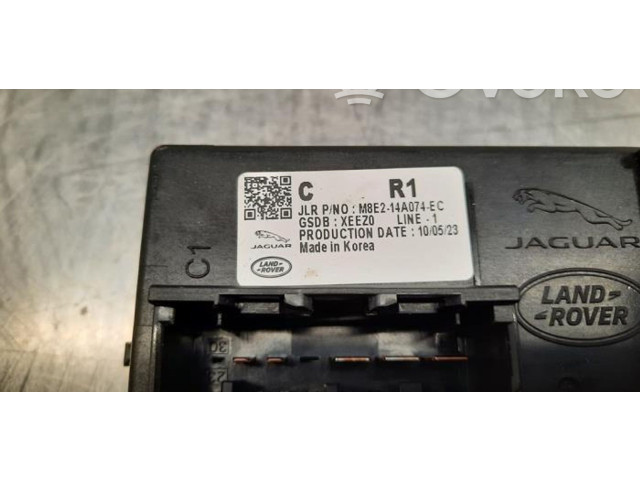 C R1
JLR P/NO : M8E2-14A074-EC
GSDB : XEEZ0 LINE - 1
PRODUCTION DATE : 10/05/23
Made in Korea
JAGUAR
LAND-
-ROVER
C1
JAGUAR
LAND-
-ROVER